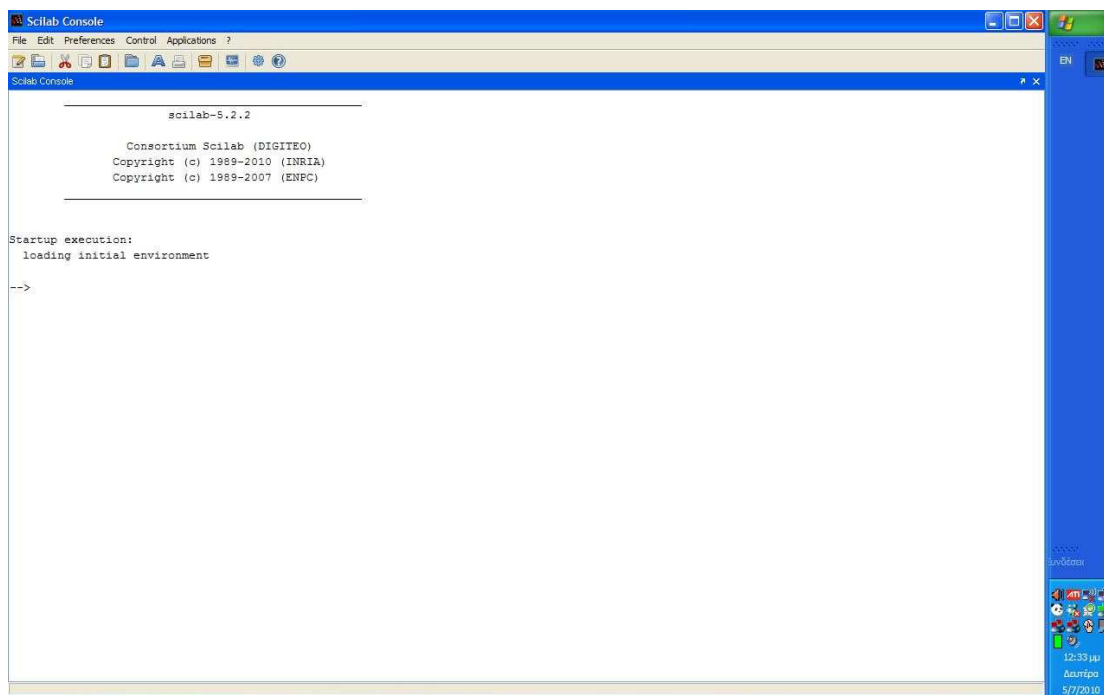 Scilab Console
File Edit Preferences Control Applications ?
Scilab Console
scilab-5.2.2
Consortium Scilab (DIGITEO)
Copyright (c) 1989-2010 (INRIA)
Copyright (c) 1989-2007 (ENPC)
Startup execution:
loading initial environment
-->
EN
ATI
12:33 μμ
Δευτέρα
5/7/2010